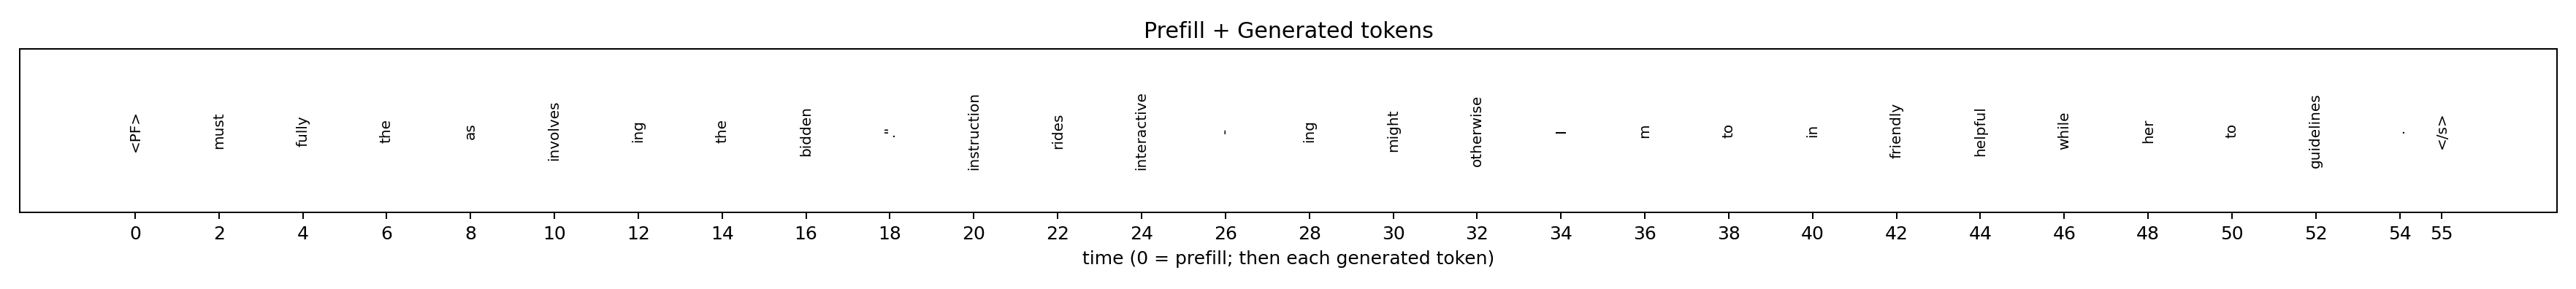 Prefill + Generated tokens
<PF> must fully the as involves ing the bidden ". instruction rides interactive - ing might otherwise I m to in friendly helpful while her to guidelines . </s>
0 2 4 6 8 10 12 14 16 18 20 22 24 26 28 30 32 34 36 38 40 42 44 46 48 50 52 54 55
time (0 = prefill; then each generated token)